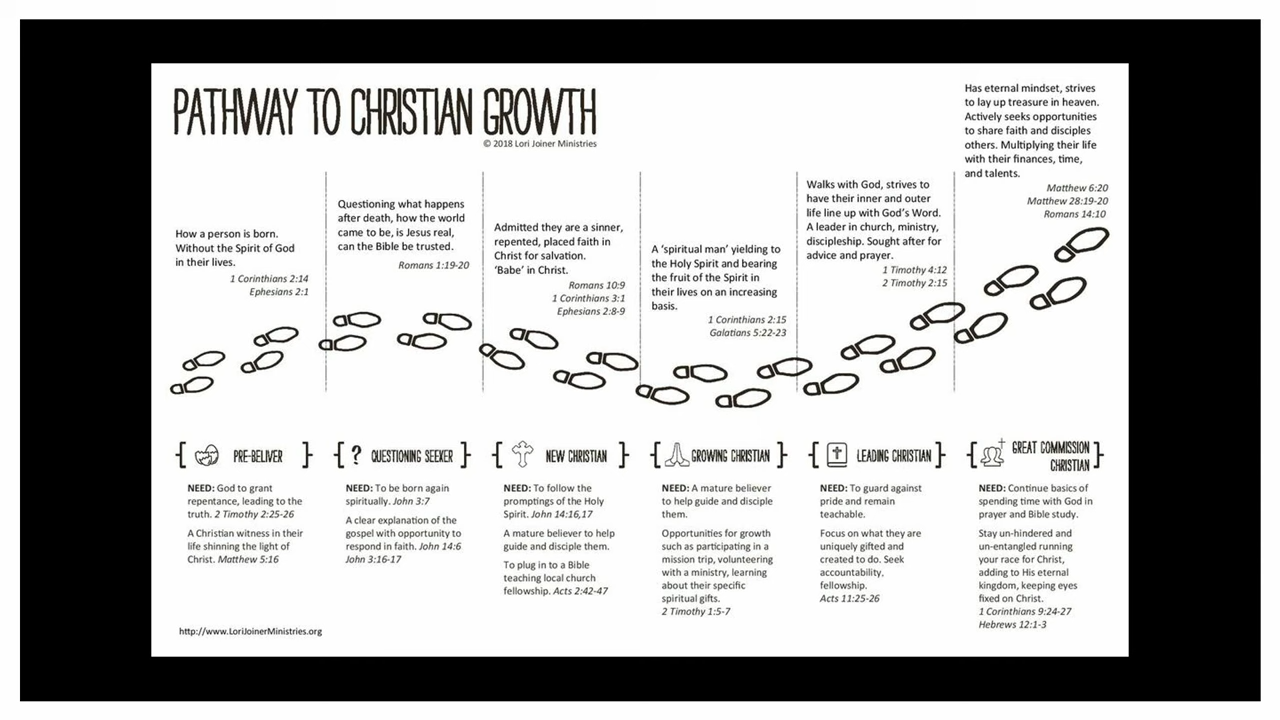 PATHWAY TO CHRISTIAN GROWTH
© 2018 Lori Joiner Ministries
How a person is born.
Without the Spirit of God
in their lives.
1 Corinthians 2:14
Ephesians 2:1
Questioning what happens
after death, how the world
came to be, is Jesus real,
can the Bible be trusted.
Romans 1:19-20
Admitted they are a sinner,
repented, placed faith in
Christ for salvation.
‘Babe’ in Christ.
Romans 10:9
1 Corinthians 3:1
Ephesians 2:8-9
A ‘spiritual man’ yielding to
the Holy Spirit and bearing
the fruit of the Spirit in
their lives on an increasing
basis.
1 Corinthians 2:15
Galatians 5:22-23
Walks with God, strives to
have their inner and outer
life line up with God’s Word.
A leader in church, ministry,
discipleship. Sought after for
advice and prayer.
1 Timothy 4:12
2 Timothy 2:15
Has eternal mindset, strives
to lay up treasure in heaven.
Actively seeks opportunities
to share faith and disciples
others. Multiplying their life
with their finances, time,
and talents.
Matthew 6:20
Matthew 28:19-20
Romans 14:10
{ PRE-BELIVER }
NEED: God to grant
repentance, leading to the
truth. 2 Timothy 2:25-26
A Christian witness in their
life shinning the light of
Christ. Matthew 5:16
{ ? QUESTIONING SEEKER }
NEED: To be born again
spiritually. John 3:7
A clear explanation of the
gospel with opportunity to
respond in faith. John 14:6
John 3:16-17
{ NEW CHRISTIAN }
NEED: To follow the
promptings of the Holy
Spirit. John 14:16,17
A mature believer to help
guide and disciple them.
To plug in to a Bible
teaching local church
fellowship. Acts 2:42-47
{ GROWING CHRISTIAN }
NEED: A mature believer
to help guide and disciple
them.
Opportunities for growth
such as participating in a
mission trip, volunteering
with a ministry, learning
about their specific
spiritual gifts.
2 Timothy 1:5-7
{ LEADING CHRISTIAN }
NEED: To guard against
pride and remain
teachable.
Focus on what they are
uniquely gifted and
created to do. Seek
accountability,
fellowship.
Acts 11:25-26
{ GREAT COMMISSION
CHRISTIAN }
NEED: Continue basics of
spending time with God in
prayer and Bible study.
Stay un-hindered and
un-entangled running
your race for Christ,
adding to His eternal
kingdom, keeping eyes
fixed on Christ.
1 Corinthians 9:24-27
Hebrews 12:1-3
http://www.LoriJoinerMinistries.org